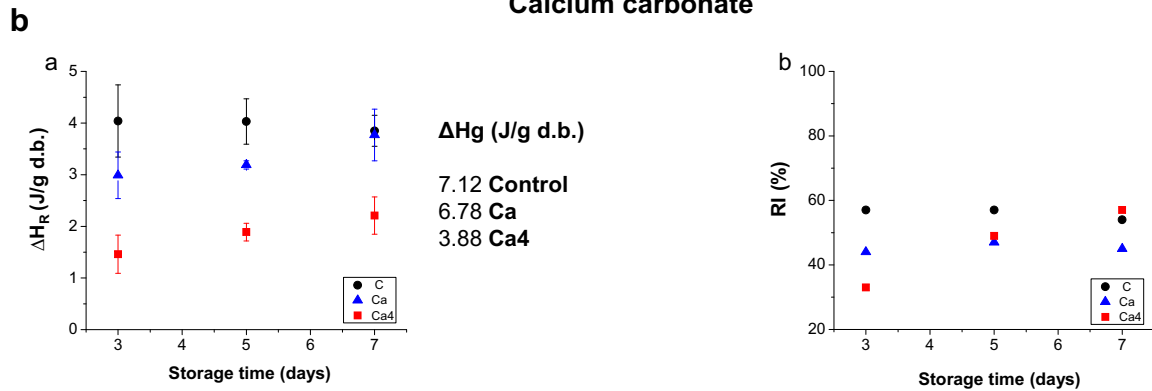 Calcium carbonate
b
a
5
4
3
2
1
0
ΔH_R (J/g d.b.)
3 4 5 6 7
Storage time (days)
C
Ca
Ca4
ΔHg (J/g d.b.)
7.12 Control
6.78 Ca
3.88 Ca4
b
100
80
60
40
20
RI (%)
3 4 5 6 7
Storage time (days)
C
Ca
Ca4